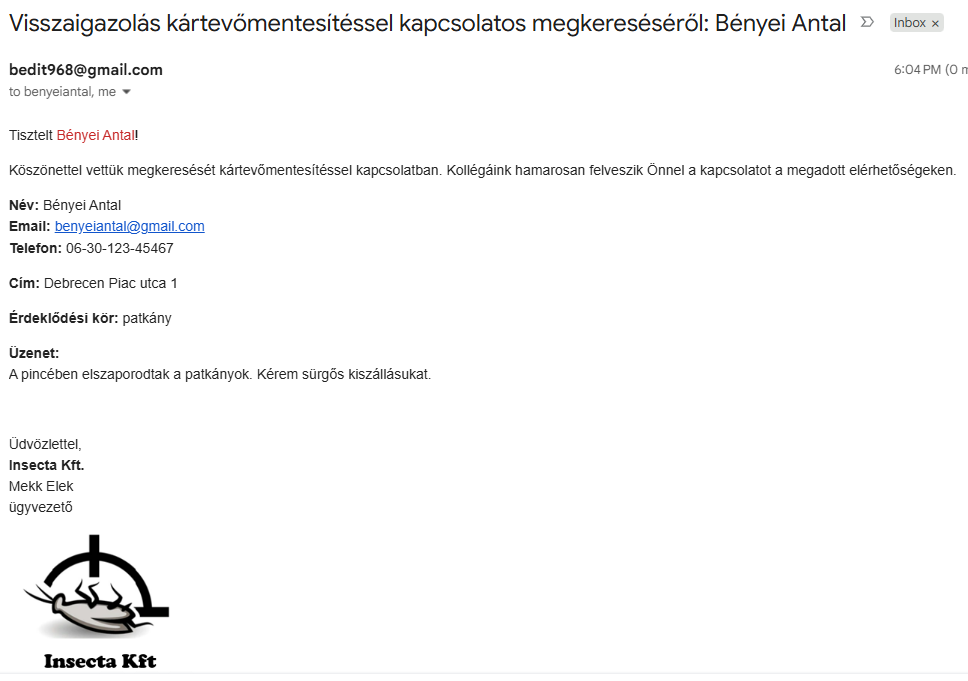 Visszaigazolás kártevőmentesítéssel kapcsolatos megkereséséről: Bényei Antal Inbox ×
bedit968@gmail.com 6:04 PM (0 m
to benyeiantal, me
Tisztelt Bényei Antal!
Köszönettel vettük megkeresését kártevőmentesítéssel kapcsolatban. Kollégáink hamarosan felveszik Önnel a kapcsolatot a megadott elérhetőségeken.
Név: Bényei Antal
Email: benyeiantal@gmail.com
Telefon: 06-30-123-45467
Cím: Debrecen Piac utca 1
Érdeklődési kör: patkány
Üzenet:
A pincében elszaporodtak a patkányok. Kérem sürgős kiszállásukat.
Üdvözlettel,
Insecta Kft.
Mekk Elek
ügyvezető
Insecta Kft